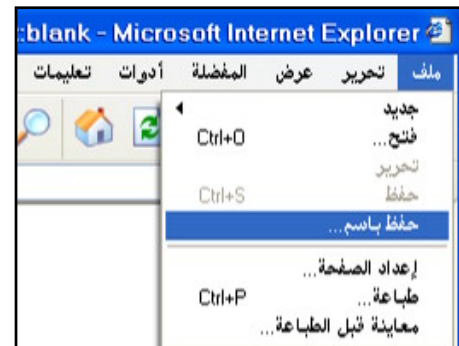 :blank - Microsoft Internet Explorer
ملف تحرير عرض المفضلة أدوات تعليمات
جديد
فتح... Ctrl+O
تحرير
حفظ Ctrl+S
حفظ باسم...
إعداد الصفحة...
طباعة... Ctrl+P
معاينة قبل الطباعة...